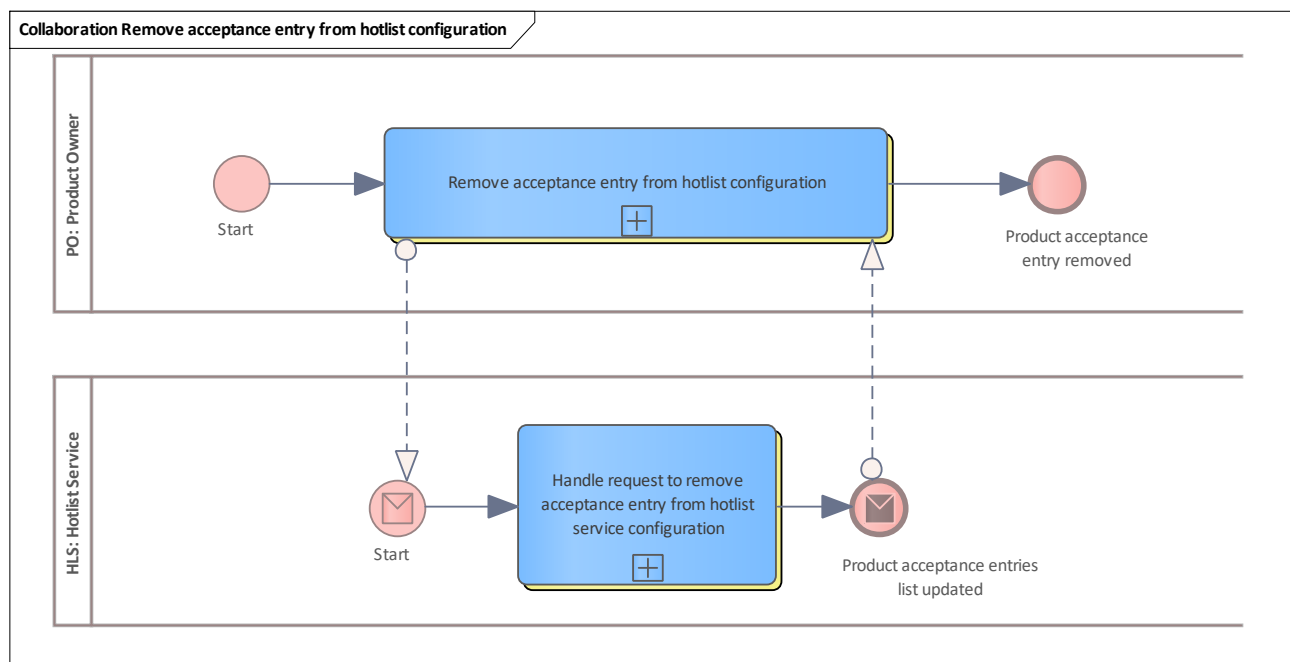 Collaboration Remove acceptance entry from hotlist configuration
PO: Product Owner
Remove acceptance entry from hotlist configuration
Start
Product acceptance
entry removed
HLS: Hotlist Service
Handle request to remove
acceptance entry from hotlist
service configuration
Start
Product acceptance entries
list updated